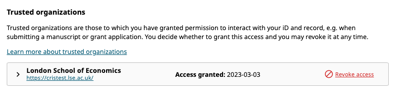 Trusted organizations
Trusted organizations are those to which you have granted permission to interact with your iD and record, e.g. when
submitting a manuscript or grant application. You decide whether to grant this access and you may revoke it at any time.
Learn more about trusted organizations
London School of Economics
https://cristest.lse.ac.uk/
Access granted: 2023-03-03
Revoke access